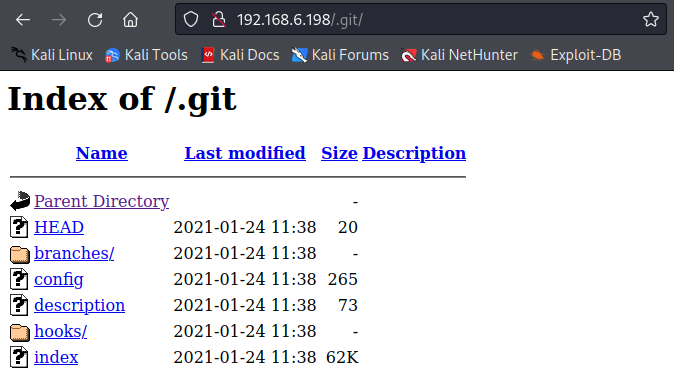 192.168.6.198/.git/
Kali Linux Kali Tools Kali Docs Kali Forums Kali NetHunter Exploit-DB
Index of /.git
Name Last modified Size Description
Parent Directory -
HEAD 2021-01-24 11:38 20
branches/ 2021-01-24 11:38 -
config 2021-01-24 11:38 265
description 2021-01-24 11:38 73
hooks/ 2021-01-24 11:38 -
index 2021-01-24 11:38 62K